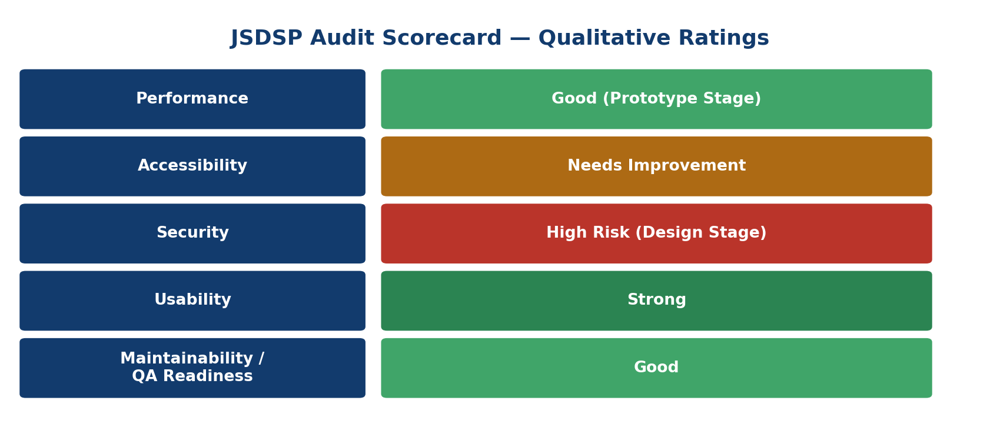 JSDSP Audit Scorecard — Qualitative Ratings
Performance
Good (Prototype Stage)
Accessibility
Needs Improvement
Security
High Risk (Design Stage)
Usability
Strong
Maintainability /
QA Readiness
Good